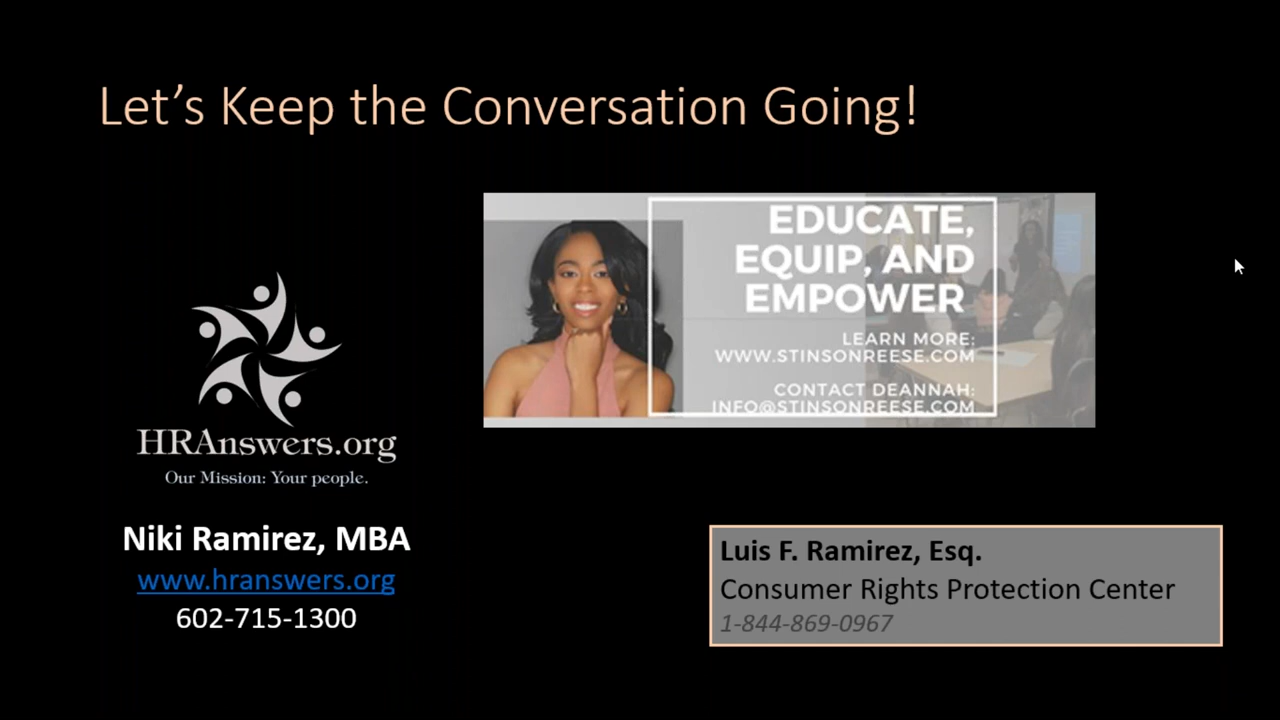 Let's Keep the Conversation Going!
EDUCATE,
EQUIP, AND
EMPOWER
LEARN MORE:
WWW.STINSONREESE.COM
CONTACT DEANNAH:
INFO@STINSONREESE.COM
HRAnswers.org
Our Mission: Your people.
Niki Ramirez, MBA
www.hranswers.org
602-715-1300
Luis F. Ramirez, Esq.
Consumer Rights Protection Center
1-844-869-0967